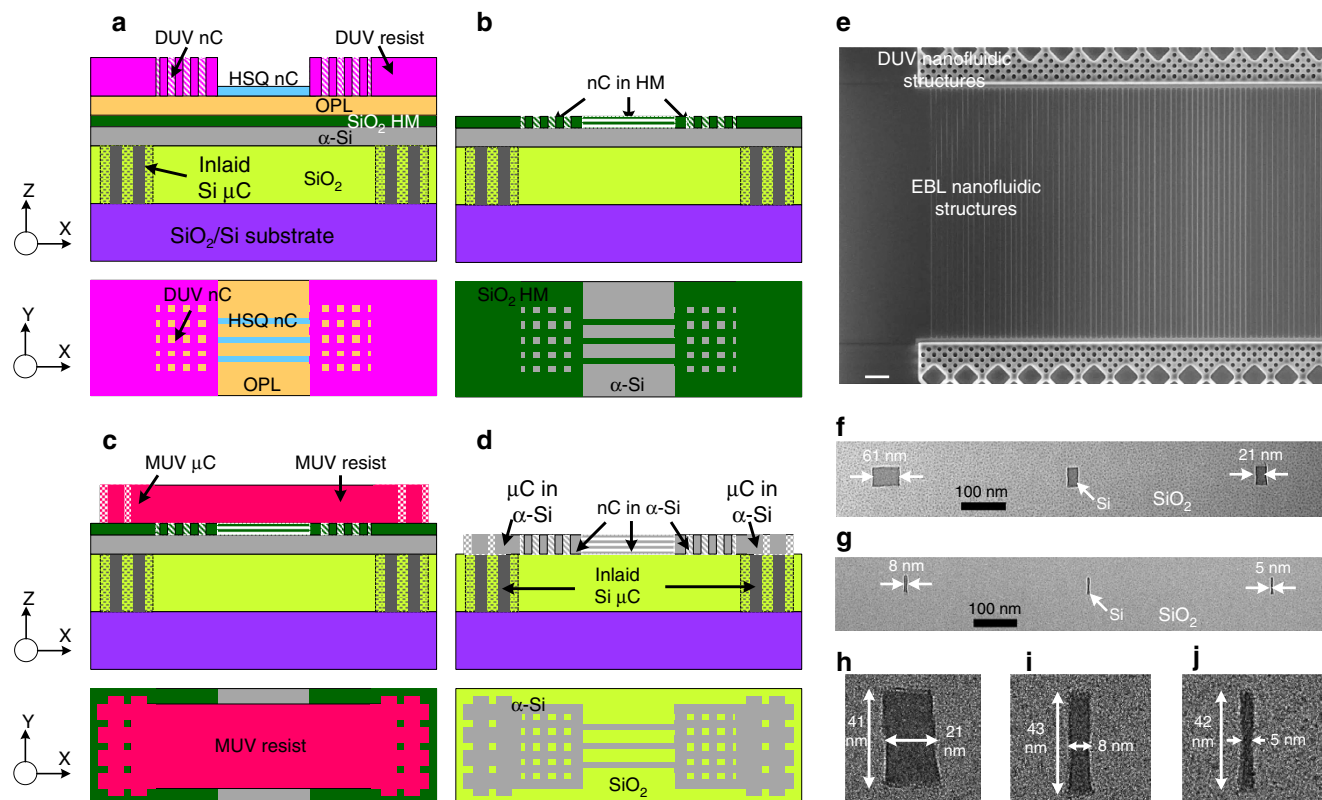 a
DUV nC
DUV resist
HSQ nC
OPL
SiO2 HM
α-Si
Inlaid
Si μC
SiO2
SiO2/Si substrate
Z
X
DUV nC
HSQ nC
OPL
Y
X
b
nC in HM
SiO2 HM
α-Si
c
MUV μC
MUV resist
Z
X
MUV resist
Y
X
d
μC in
α-Si
nC in α-Si
μC in
α-Si
Inlaid
Si μC
α-Si
SiO2
e
DUV nanofluidic
structures
EBL nanofluidic
structures
f
61 nm
21 nm
Si
SiO2
100 nm
g
8 nm
5 nm
Si
SiO2
100 nm
h
41
nm
21
nm
i
43
nm
8 nm
j
42
nm
5 nm